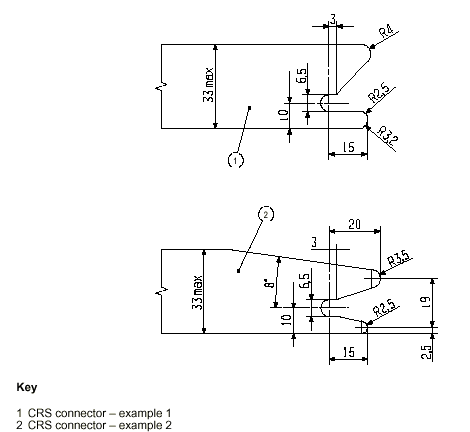 3
R4
33 max
6,5
10
R2,5
R3,2
15
1
2
20
3
R3,5
33 max
8°
6,5
10
R2,5
19
15
2,5
Key
1 CRS connector – example 1
2 CRS connector – example 2